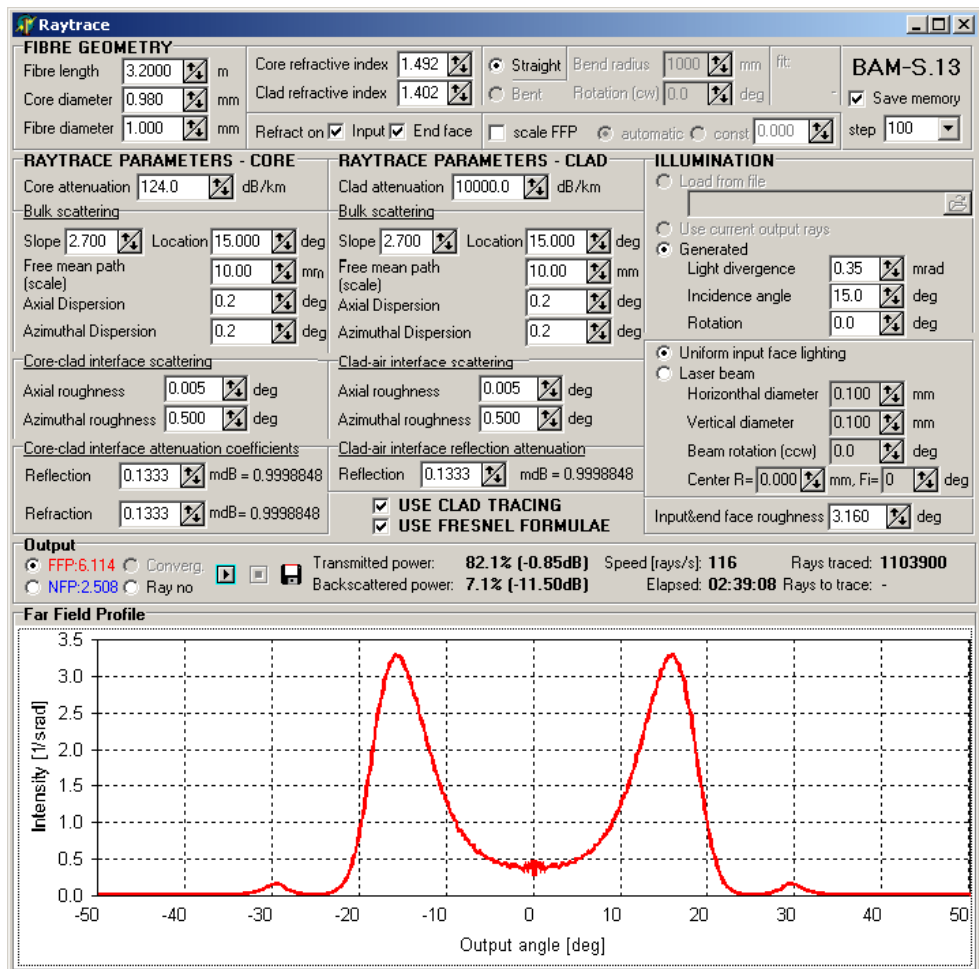 Raytrace
FIBRE GEOMETRY
Fibre length 3.2000 m
Core diameter 0.980 mm
Fibre diameter 1.000 mm
Core refractive index 1.492
Clad refractive index 1.402
Refract on Input End face
Straight Bend radius 1000 mm fit:
Bent Rotation (cw) 0.0 deg -
scale FFP automatic const 0.000
BAM-S.13
Save memory
step 100
RAYTRACE PARAMETERS - CORE
Core attenuation 124.0 dB/km
Bulk scattering
Slope 2.700 Location 15.000 deg
Free mean path (scale) 10.00 mm
Axial Dispersion 0.2 deg
Azimuthal Dispersion 0.2 deg
Core-clad interface scattering
Axial roughness 0.005 deg
Azimuthal roughness 0.500 deg
Core-clad interface attenuation coefficients
Reflection 0.1333 mdB = 0.9998848
Refraction 0.1333 mdB = 0.9998848
RAYTRACE PARAMETERS - CLAD
Clad attenuation 10000.0 dB/km
Bulk scattering
Slope 2.700 Location 15.000 deg
Free mean path (scale) 10.00 mm
Axial Dispersion 0.2 deg
Azimuthal Dispersion 0.2 deg
Clad-air interface scattering
Axial roughness 0.005 deg
Azimuthal roughness 0.500 deg
Clad-air interface reflection attenuation
Reflection 0.1333 mdB = 0.9998848
USE CLAD TRACING
USE FRESNEL FORMULAE
ILLUMINATION
Load from file
Use current output rays
Generated
Light divergence 0.35 mrad
Incidence angle 15.0 deg
Rotation 0.0 deg
Uniform input face lighting
Laser beam
Horizonthal diameter 0.100 mm
Vertical diameter 0.100 mm
Beam rotation (ccw) 0.0 deg
Center R= 0.000 mm, Fi= 0 deg
Input&end face roughness 3.160 deg
Output
FFP:6.114 Converg.
NFP:2.508 Ray no
Transmitted power: 82.1% (-0.85dB) Speed [rays/s]: 116 Rays traced: 1103900
Backscattered power: 7.1% (-11.50dB) Elapsed: 02:39:08 Rays to trace: -
Far Field Profile
Intensity [1/srad]
3.5
3.0
2.5
2.0
1.5
1.0
0.5
0.0
-50 -40 -30 -20 -10 0 10 20 30 40 50
Output angle [deg]